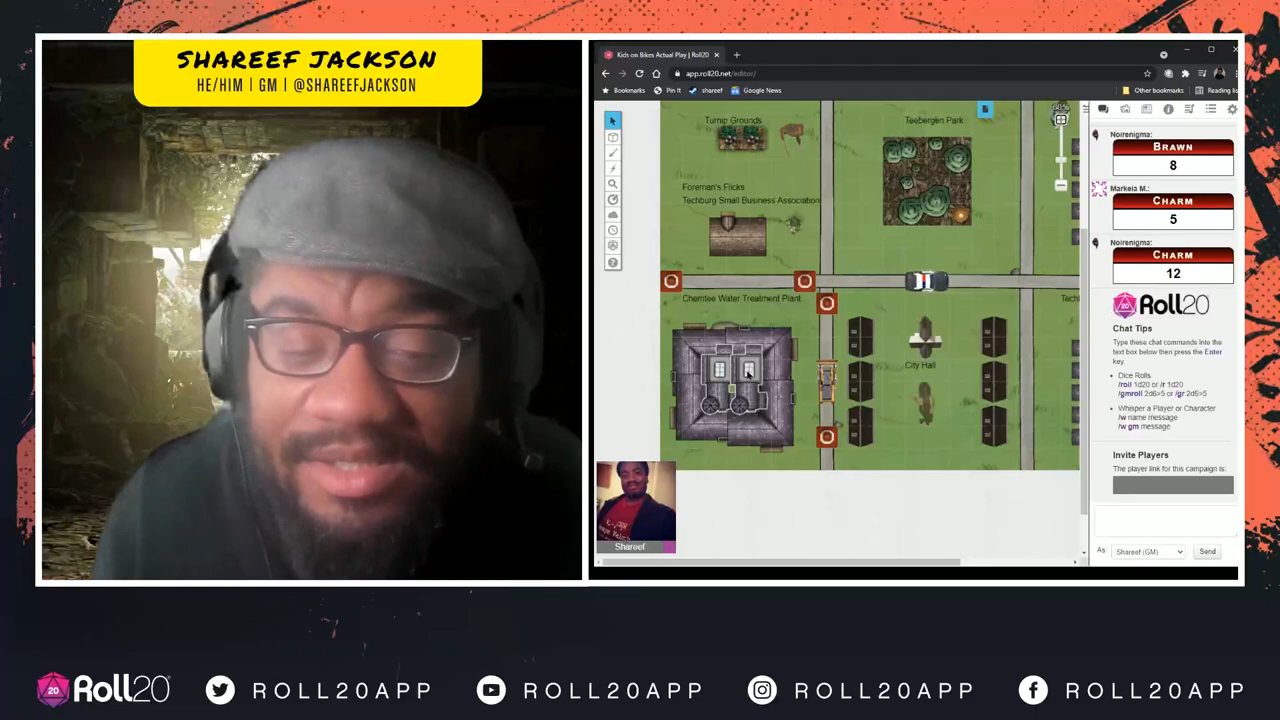 SHAREEF JACKSON
HE/HIM | GM | @SHAREEFJACKSON
Kids on Bikes Actual Play | Roll20
app.roll20.net/editor/
Bookmarks
Pin It
shareef
Google News
Other bookmarks
Reading list
Turnip Grounds
Teebergen Park
Foreman's Flicks
Techburg Small Business Association
Chemtee Water Treatment Plant
City Hall
Shareef
Noirenigma:
BRAWN
8
Markeia M.:
CHARM
5
Noirenigma:
CHARM
12
Roll20
Chat Tips
Type these chat commands into the
text box below then press the Enter
key.
Dice Rolls
/roll 1d20 or /r 1d20
/gmroll 2d6>5 or /gr 2d6>5
Whisper a Player or Character
/w name message
/w gm message
Invite Players
The player link for this campaign is:
As:
Shareef (GM)
Send
20
Roll20
ROLL20APP
ROLL20APP
ROLL20APP
ROLL20APP